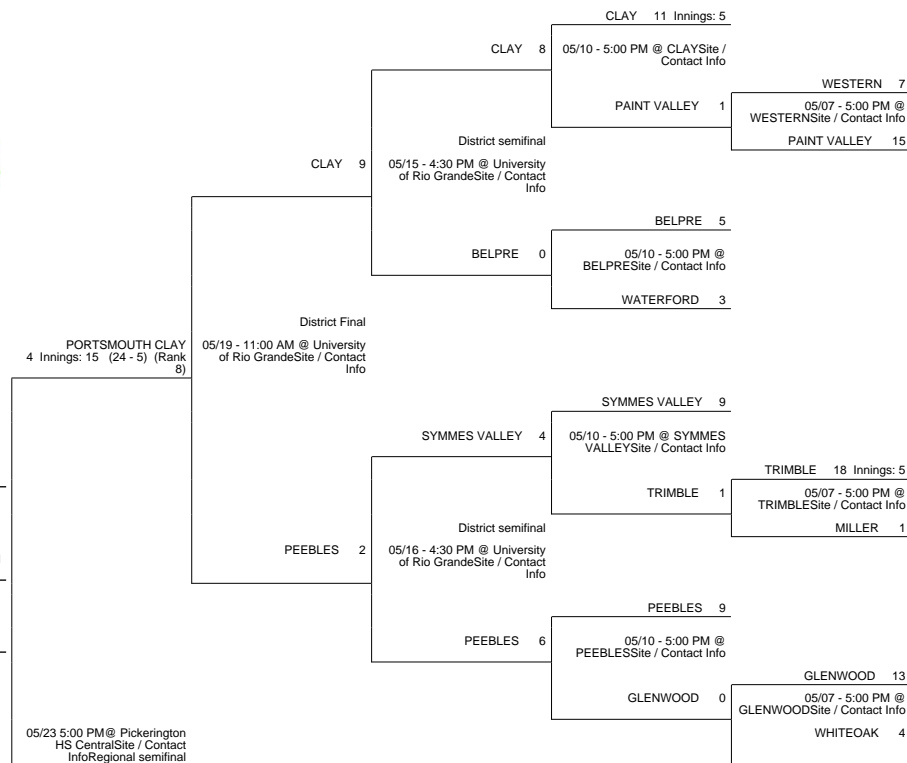 CLAY 11 Innings: 5
CLAY 8
05/10 - 5:00 PM @ CLAYSite /
Contact Info
WESTERN 7
PAINT VALLEY 1
05/07 - 5:00 PM @
WESTERNSite / Contact Info
District semifinal
PAINT VALLEY 15
CLAY 9
05/15 - 4:30 PM @ University
of Rio GrandeSite / Contact
Info
BELPRE 5
BELPRE 0
05/10 - 5:00 PM @
BELPRESite / Contact Info
WATERFORD 3
District Final
PORTSMOUTH CLAY
4 Innings: 15 (24 - 5) (Rank
8)
05/19 - 11:00 AM @ University
of Rio GrandeSite / Contact
Info
SYMMES VALLEY 9
SYMMES VALLEY 4
05/10 - 5:00 PM @ SYMMES
VALLEYSite / Contact Info
TRIMBLE 18 Innings: 5
TRIMBLE 1
05/07 - 5:00 PM @
TRIMBLESite / Contact Info
District semifinal
MILLER 1
PEEBLES 2
05/16 - 4:30 PM @ University
of Rio GrandeSite / Contact
Info
PEEBLES 9
PEEBLES 6
05/10 - 5:00 PM @
PEEBLESSite / Contact Info
GLENWOOD 13
GLENWOOD 0
05/07 - 5:00 PM @
GLENWOODSite / Contact Info
WHITEOAK 4
05/23 5:00 PM@ Pickerington
HS CentralSite / Contact
InfoRegional semifinal